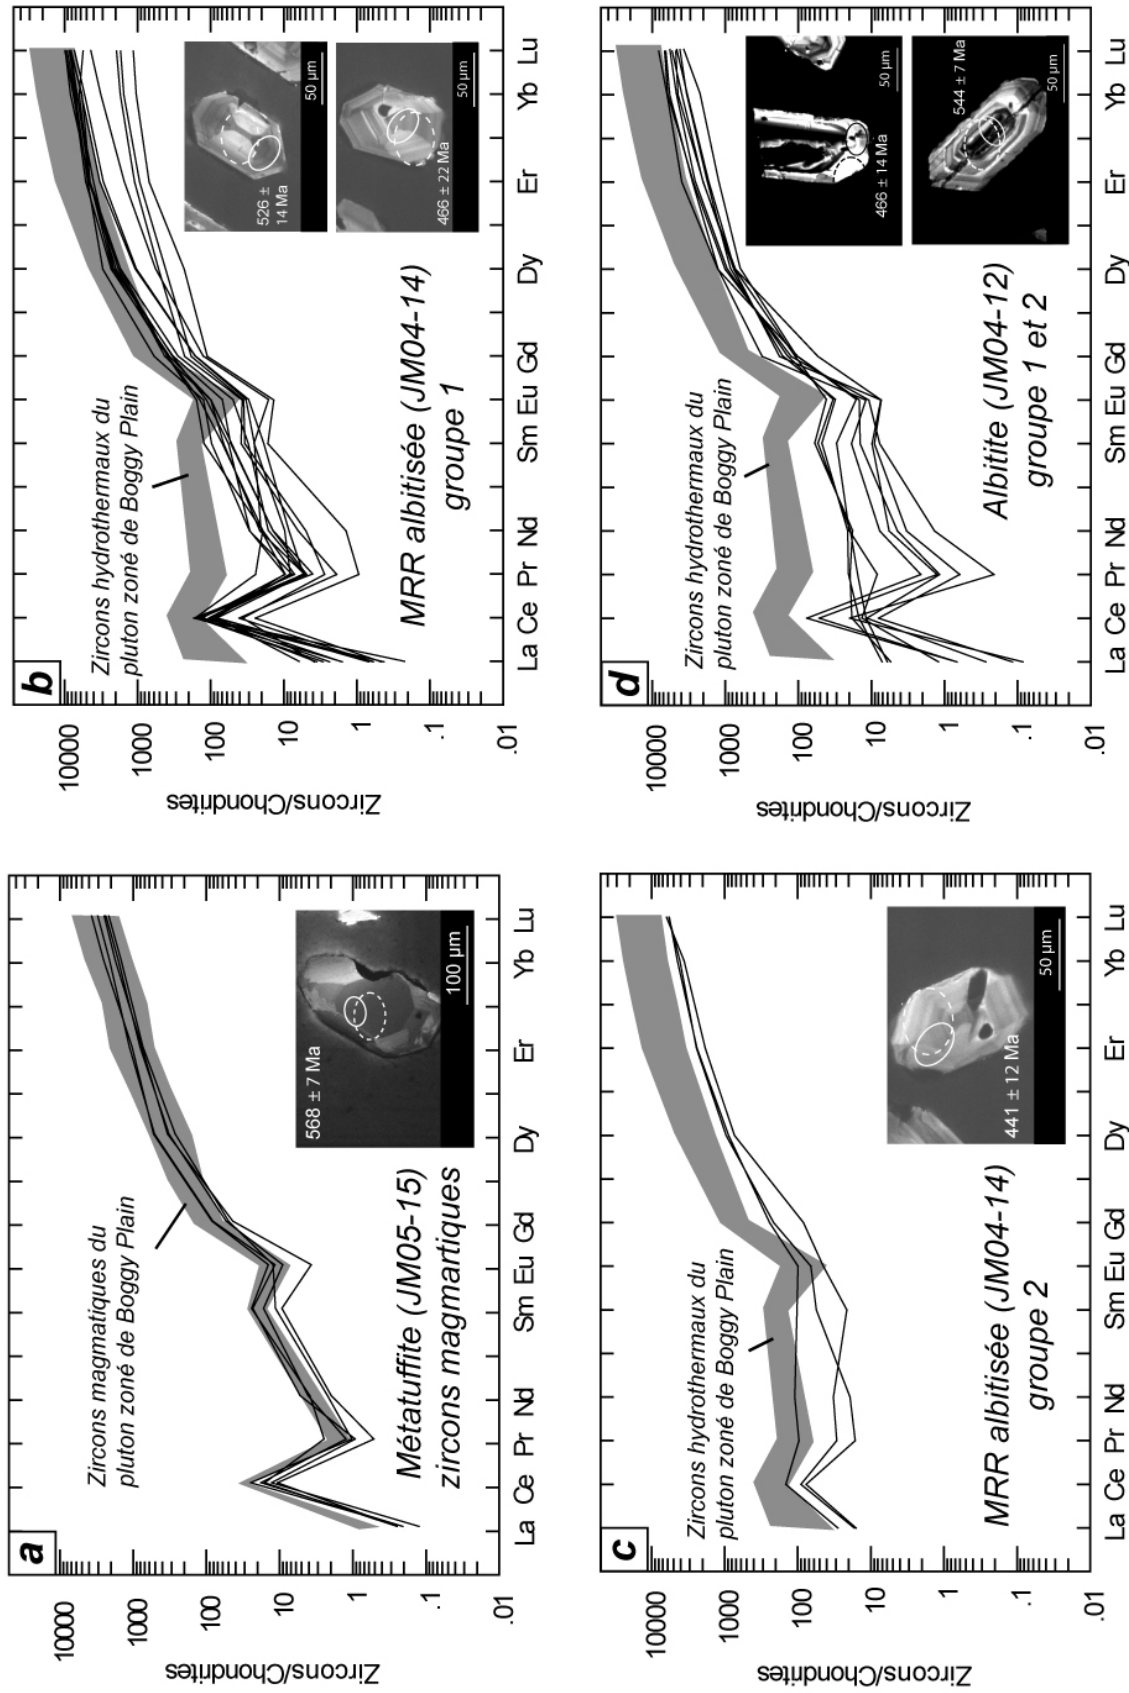 a
Zircons/Chondrites
10000
1000
100
10
1
.1
.01
Zircons magmatiques du
pluton zoné de Boggy Plain
Métatuffite (JM05-15)
zircons magmartiques
568 ± 7 Ma
100 µm
La Ce Pr Nd Sm Eu Gd Dy Er Yb Lu
b
Zircons/Chondrites
10000
1000
100
10
1
.1
.01
Zircons hydrothermaux du
pluton zoné de Boggy Plain
MRR albitisée (JM04-14)
groupe 1
526 ±
14 Ma
50 µm
466 ± 22 Ma
50 µm
La Ce Pr Nd Sm Eu Gd Dy Er Yb Lu
c
Zircons/Chondrites
10000
1000
100
10
1
.1
.01
Zircons hydrothermaux du
pluton zoné de Boggy Plain
MRR albitisée (JM04-14)
groupe 2
441 ± 12 Ma
50 µm
La Ce Pr Nd Sm Eu Gd Dy Er Yb Lu
d
Zircons/Chondrites
10000
1000
100
10
1
.1
.01
Zircons hydrothermaux du
pluton zoné de Boggy Plain
Albitite (JM04-12)
groupe 1 et 2
466 ± 14 Ma
50 µm
544 ± 7 Ma
50 µm
La Ce Pr Nd Sm Eu Gd Dy Er Yb Lu